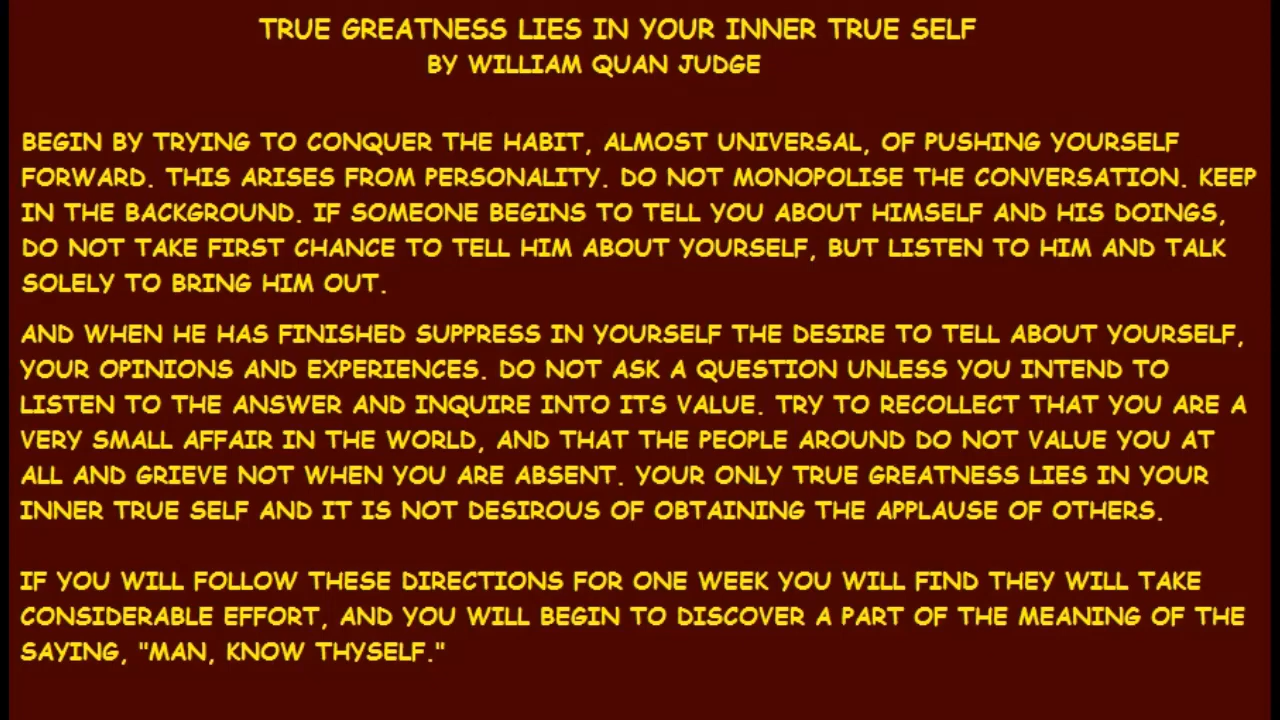 TRUE GREATNESS LIES IN YOUR INNER TRUE SELF
BY WILLIAM QUAN JUDGE
BEGIN BY TRYING TO CONQUER THE HABIT, ALMOST UNIVERSAL, OF PUSHING YOURSELF
FORWARD. THIS ARISES FROM PERSONALITY. DO NOT MONOPOLISE THE CONVERSATION. KEEP
IN THE BACKGROUND. IF SOMEONE BEGINS TO TELL YOU ABOUT HIMSELF AND HIS DOINGS,
DO NOT TAKE FIRST CHANCE TO TELL HIM ABOUT YOURSELF, BUT LISTEN TO HIM AND TALK
SOLELY TO BRING HIM OUT.
AND WHEN HE HAS FINISHED SUPPRESS IN YOURSELF THE DESIRE TO TELL ABOUT YOURSELF,
YOUR OPINIONS AND EXPERIENCES. DO NOT ASK A QUESTION UNLESS YOU INTEND TO
LISTEN TO THE ANSWER AND INQUIRE INTO ITS VALUE. TRY TO RECOLLECT THAT YOU ARE A
VERY SMALL AFFAIR IN THE WORLD, AND THAT THE PEOPLE AROUND DO NOT VALUE YOU AT
ALL AND GRIEVE NOT WHEN YOU ARE ABSENT. YOUR ONLY TRUE GREATNESS LIES IN YOUR
INNER TRUE SELF AND IT IS NOT DESIROUS OF OBTAINING THE APPLAUSE OF OTHERS.
IF YOU WILL FOLLOW THESE DIRECTIONS FOR ONE WEEK YOU WILL FIND THEY WILL TAKE
CONSIDERABLE EFFORT, AND YOU WILL BEGIN TO DISCOVER A PART OF THE MEANING OF THE
SAYING, "MAN, KNOW THYSELF."